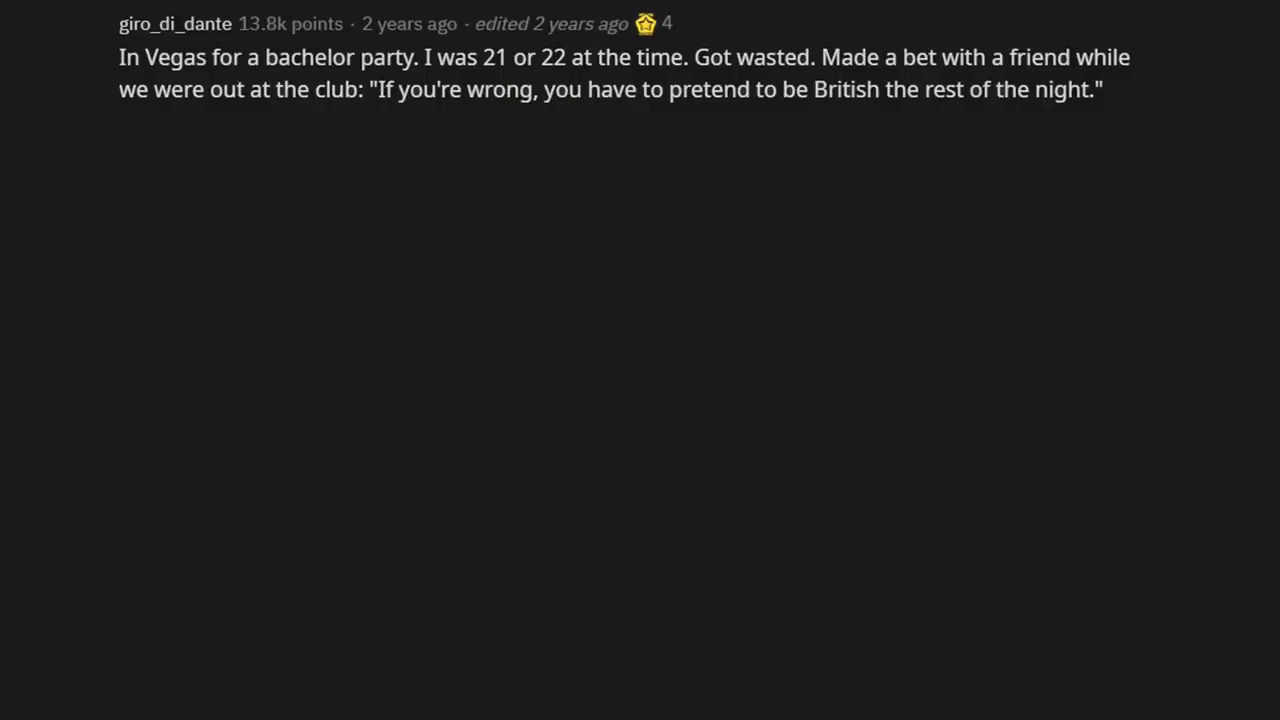 giro_di_dante 13.8k points · 2 years ago · edited 2 years ago 4
In Vegas for a bachelor party. I was 21 or 22 at the time. Got wasted. Made a bet with a friend while
we were out at the club: "If you're wrong, you have to pretend to be British the rest of the night."